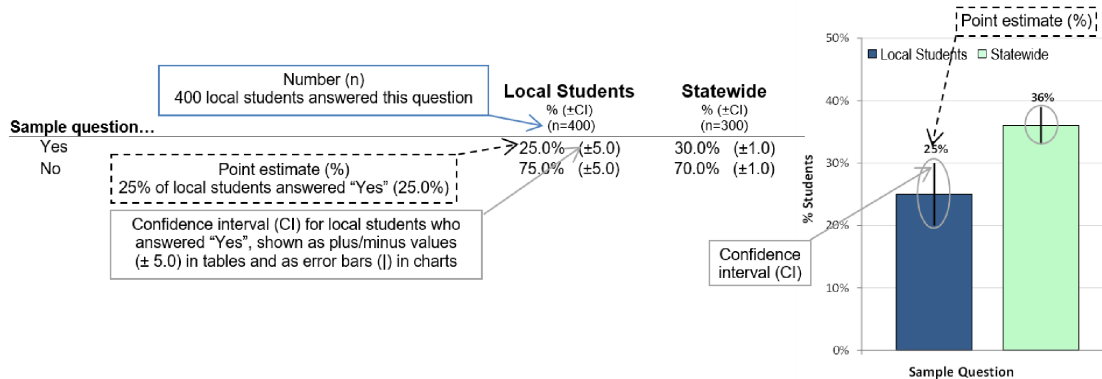 Number (n)
400 local students answered this question
Local Students Statewide
% (±CI) % (±CI)
(n=400) (n=300)
Sample question…
Yes 25.0% (±5.0) 30.0% (±1.0)
No 75.0% (±5.0) 70.0% (±1.0)
Point estimate (%)
25% of local students answered “Yes” (25.0%)
Confidence interval (CI) for local students who
answered “Yes”, shown as plus/minus values
(± 5.0) in tables and as error bars (|) in charts
Point estimate (%)
50%
Local Students Statewide
40%
36%
25%
30%
% Students
20%
Confidence
interval (CI)
10%
0%
Sample Question